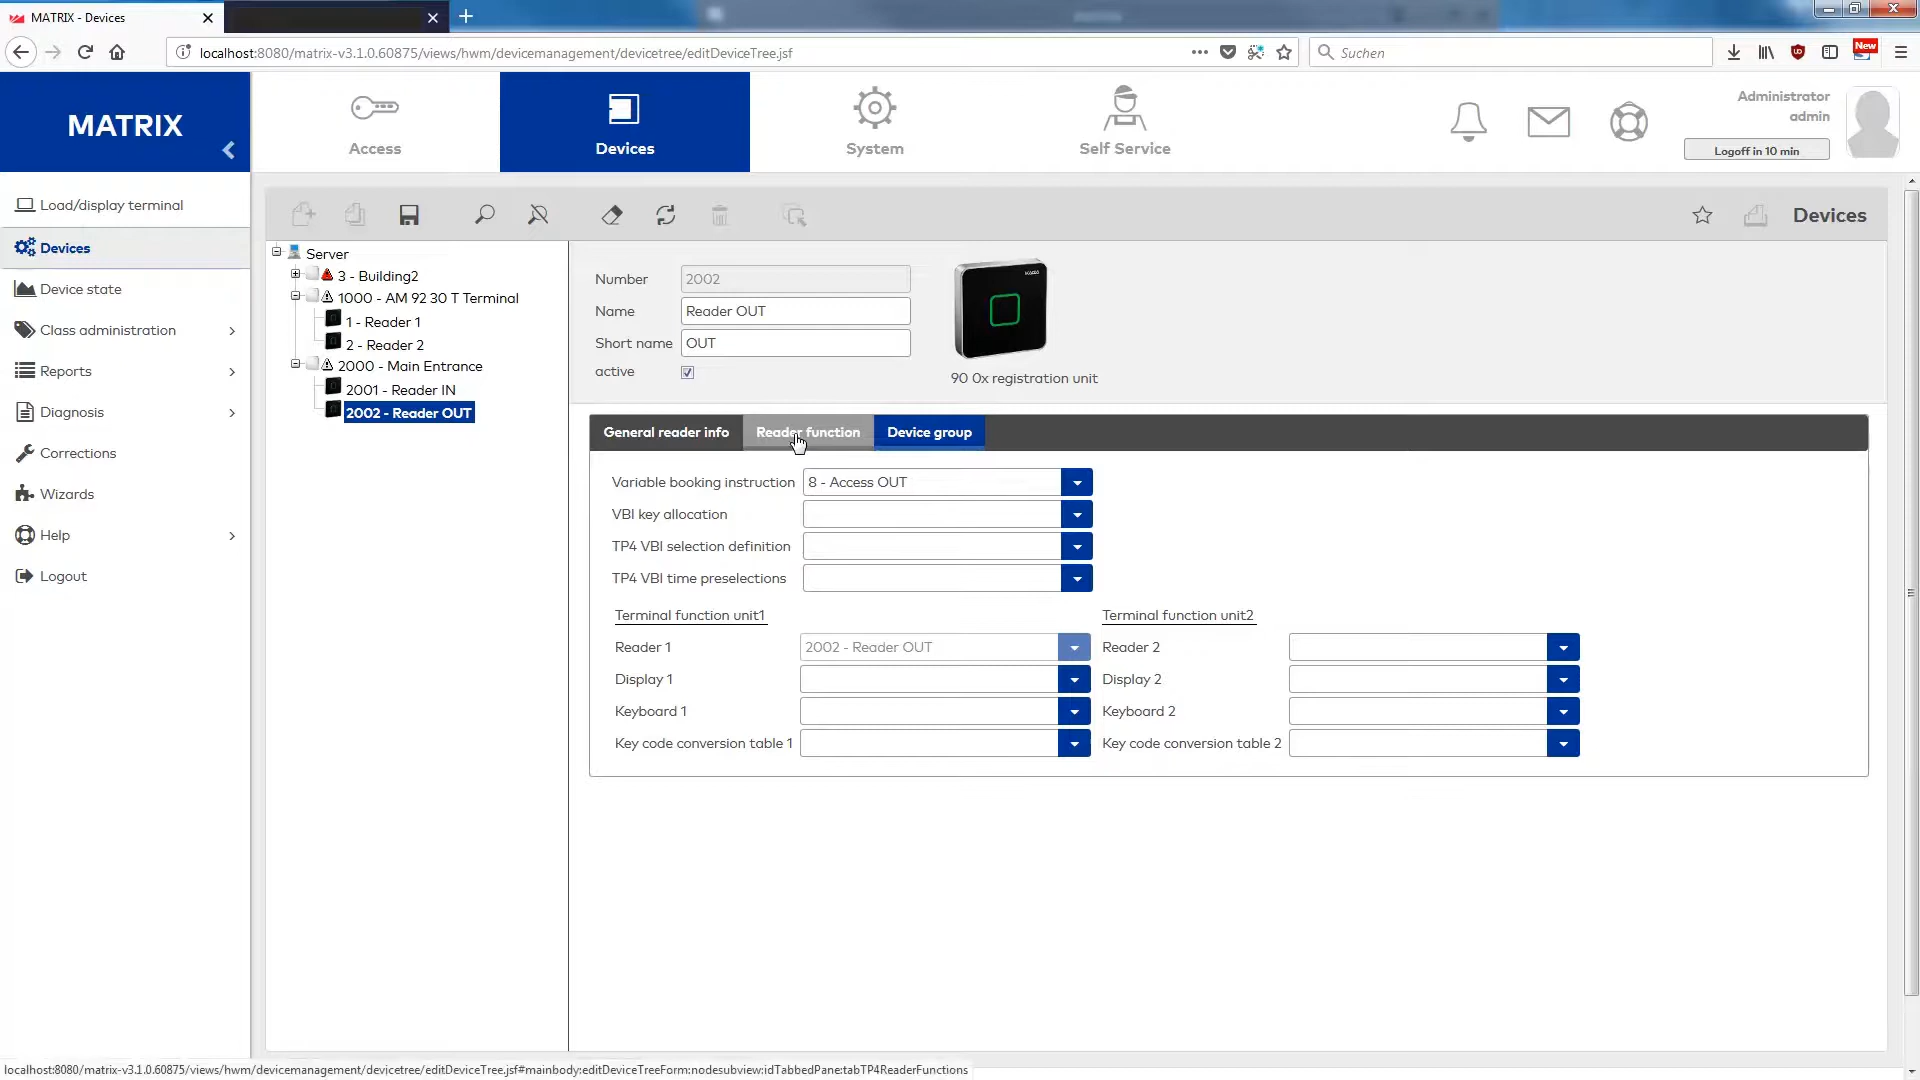 MATRIX - Devices
localhost:8080/matrix-v3.1.0.60875/views/hwm/devicemanagement/devicetree/editDeviceTree.jsf
Suchen
New
MATRIX
Access
Devices
System
Self Service
Administrator
admin
Logoff in 10 min
Load/display terminal
Devices
Device state
Class administration
Reports
Diagnosis
Corrections
Wizards
Help
Logout
Devices
Server
3 - Building2
1000 - AM 92 30 T Terminal
1 - Reader 1
2 - Reader 2
2000 - Main Entrance
2001 - Reader IN
2002 - Reader OUT
Number 2002
Name Reader OUT
Short name OUT
active
90 0x registration unit
General reader info Reader function Device group
Variable booking instruction 8 - Access OUT
VBI key allocation
TP4 VBI selection definition
TP4 VBI time preselections
Terminal function unit1 Terminal function unit2
Reader 1 2002 - Reader OUT Reader 2
Display 1 Display 2
Keyboard 1 Keyboard 2
Key code conversion table 1 Key code conversion table 2
localhost:8080/matrix-v3.1.0.60875/views/hwm/devicemanagement/devicetree/editDeviceTree.jsf#mainbody:editDeviceTreeForm:nodesubview:idTabbedPane:tabTP4ReaderFunctions